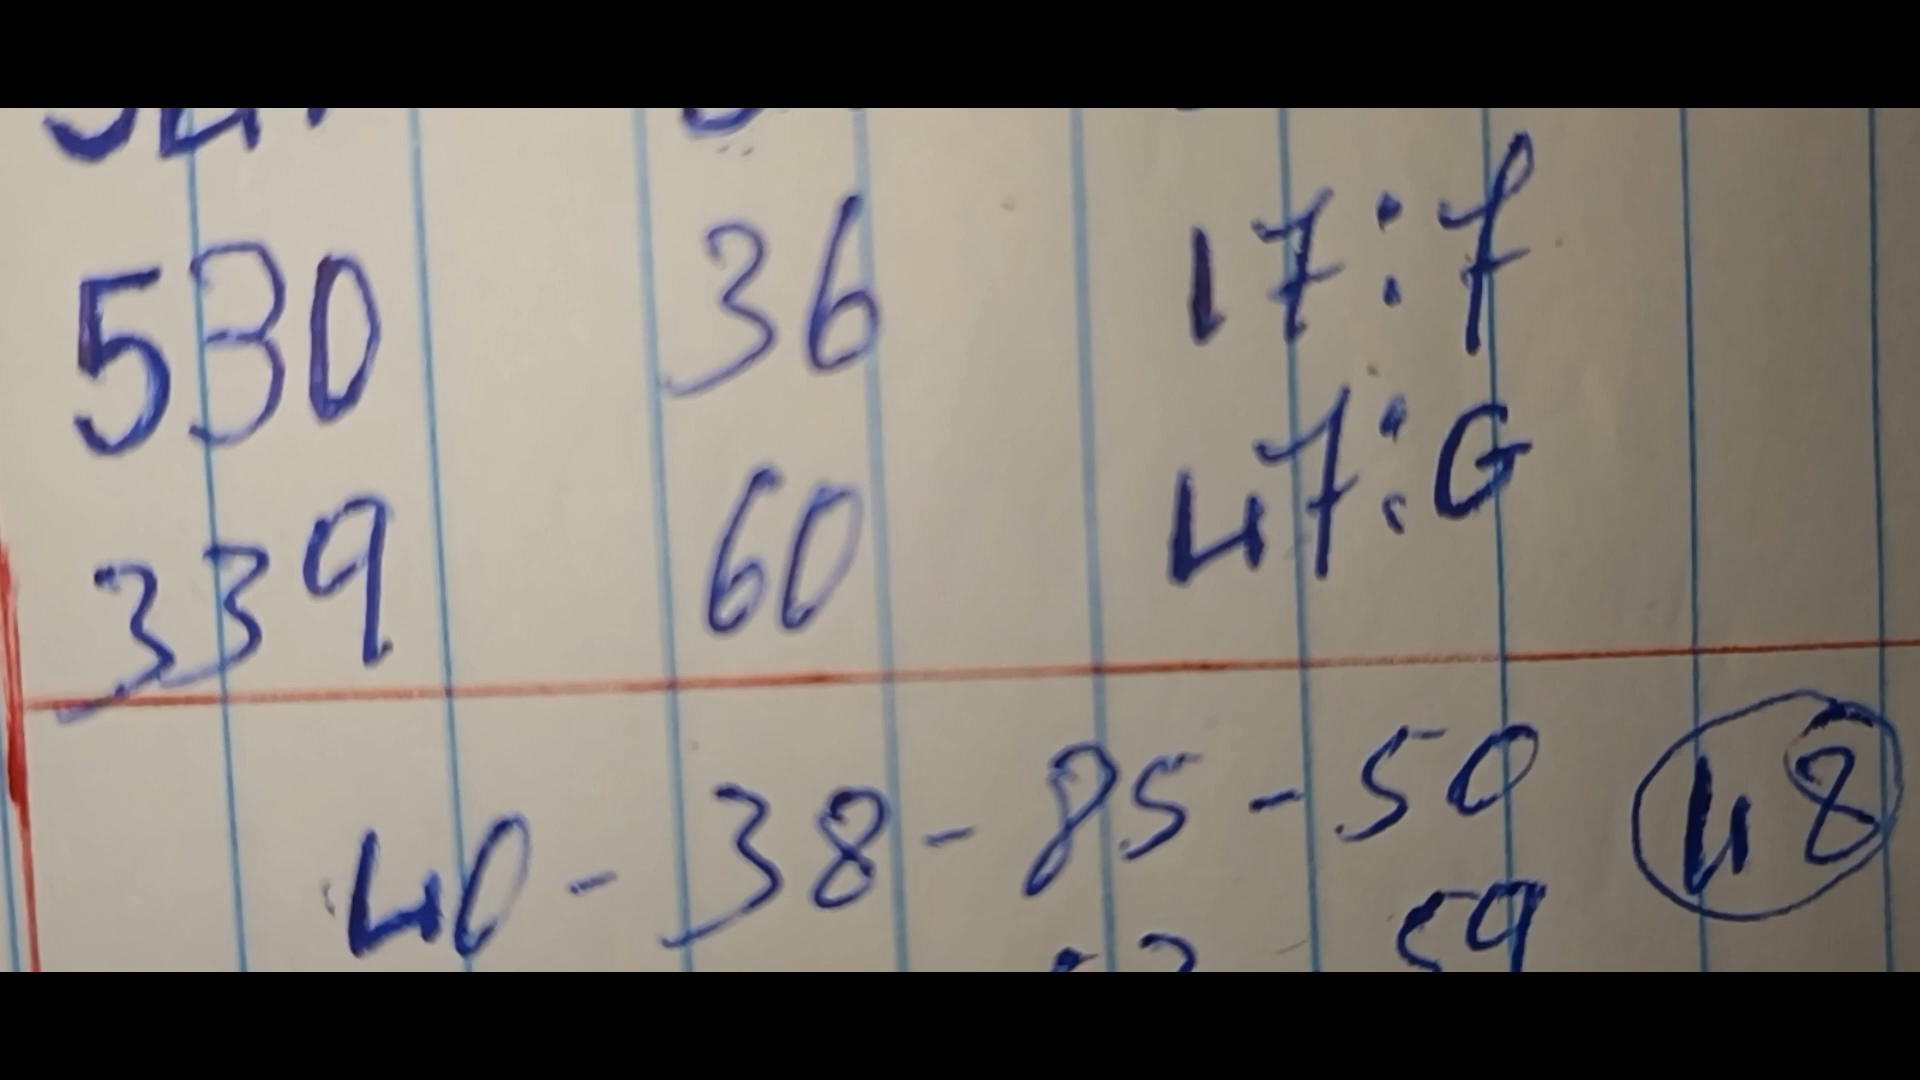 530 36 17:f
339 60 47:G
40 - 38 - 85 - 50 48
59